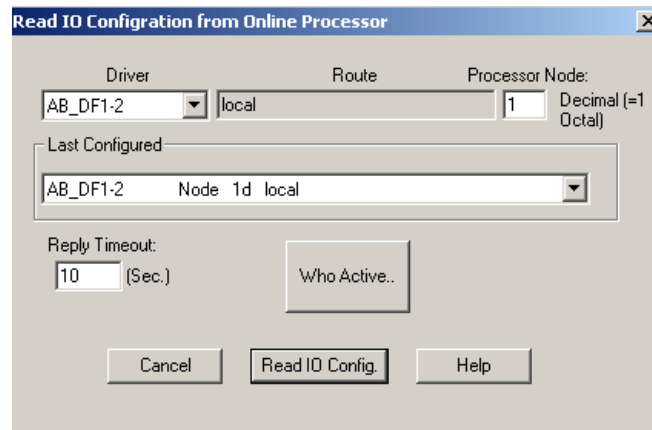 Read IO Configration from Online Processor
Driver Route Processor Node:
AB_DF1-2 local 1 Decimal (=1
Octal)
Last Configured
AB_DF1-2 Node 1d local
Reply Timeout:
10 (Sec.)
Who Active..
Cancel Read IO Config. Help